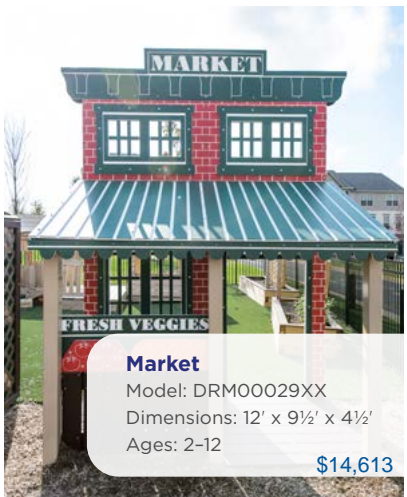 MARKET
FRESH VEGGIES
Market
Model: DRM00029XX
Dimensions: 12' x 9½' x 4½'
Ages: 2–12
$14,613